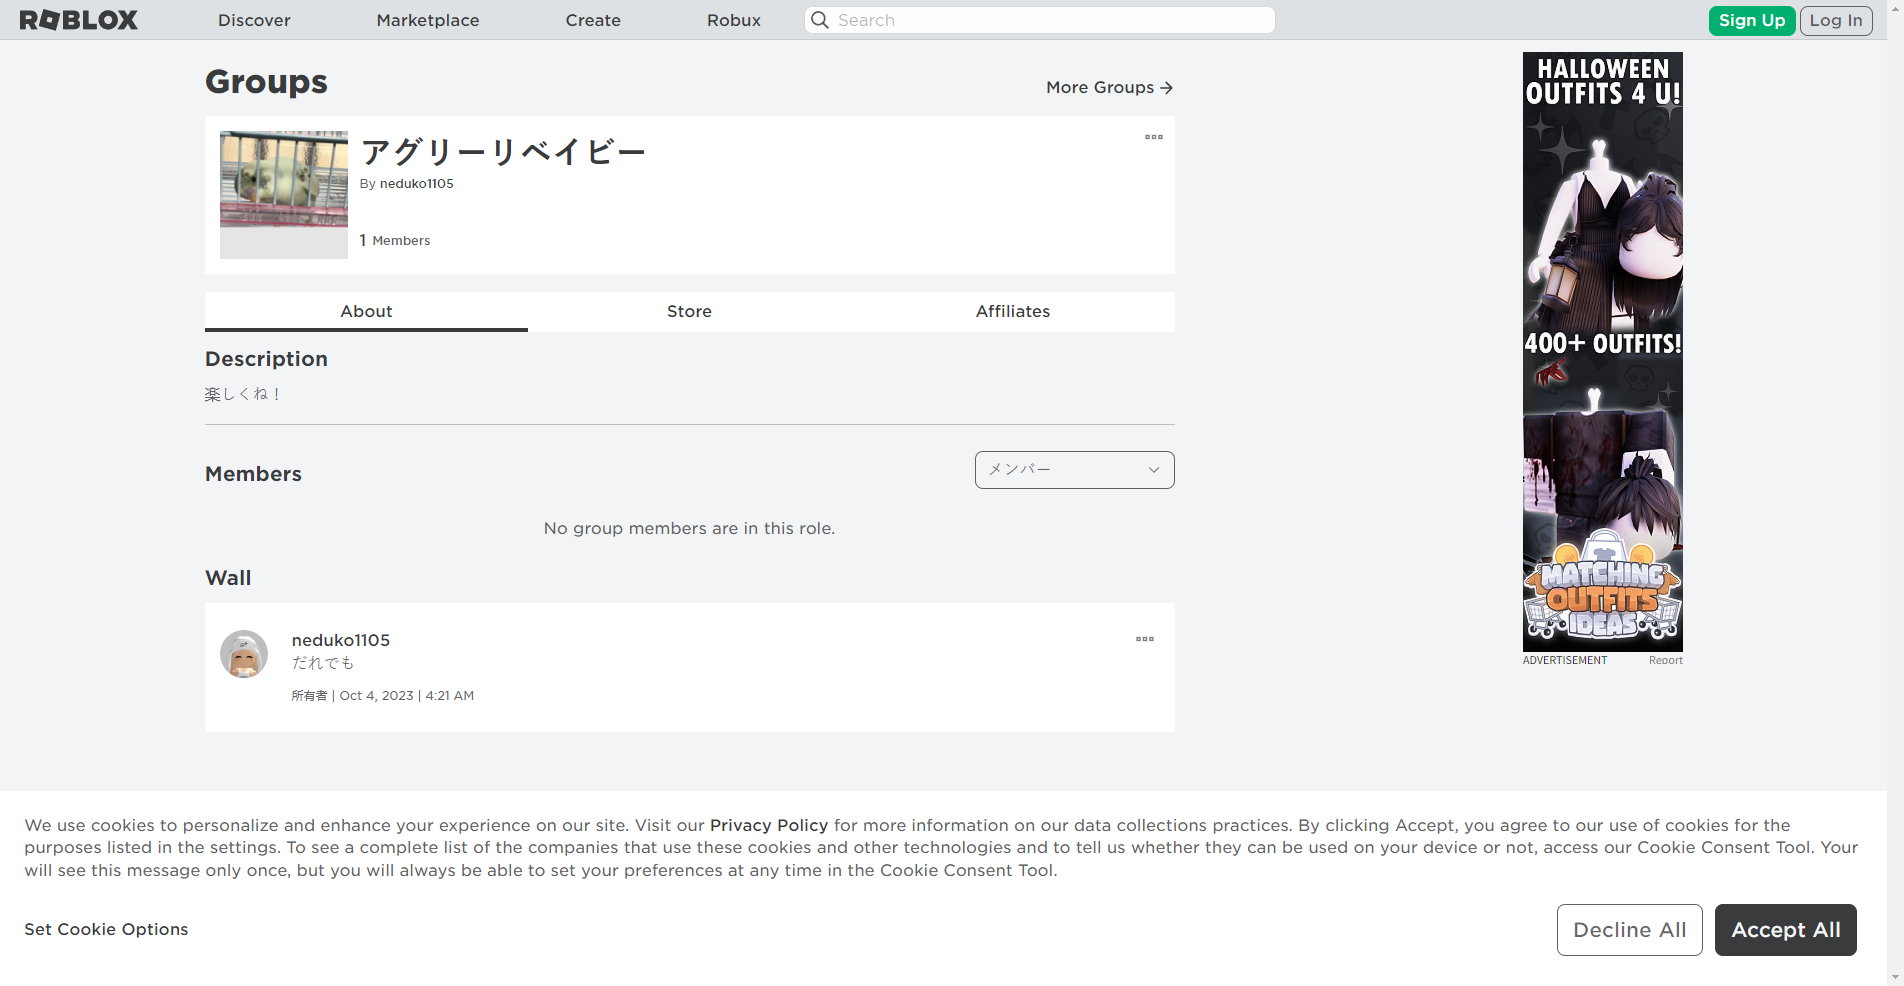 ROBLOX
Discover
Marketplace
Create
Robux
Search
Sign Up
Log In
Groups
More Groups
アグリーリベイビー
By neduko1105
1 Members
About
Store
Affiliates
Description
楽しくね！
Members
メンバー
No group members are in this role.
Wall
neduko1105
だれでも
所有者 | Oct 4, 2023 | 4:21 AM
HALLOWEEN
OUTFITS 4 U!
400+ OUTFITS!
MATCHING
OUTFITS
IDEAS
ADVERTISEMENT
Report
We use cookies to personalize and enhance your experience on our site. Visit our Privacy Policy for more information on our data collections practices. By clicking Accept, you agree to our use of cookies for the
purposes listed in the settings. To see a complete list of the companies that use these cookies and other technologies and to tell us whether they can be used on your device or not, access our Cookie Consent Tool. Your
will see this message only once, but you will always be able to set your preferences at any time in the Cookie Consent Tool.
Set Cookie Options
Decline All
Accept All